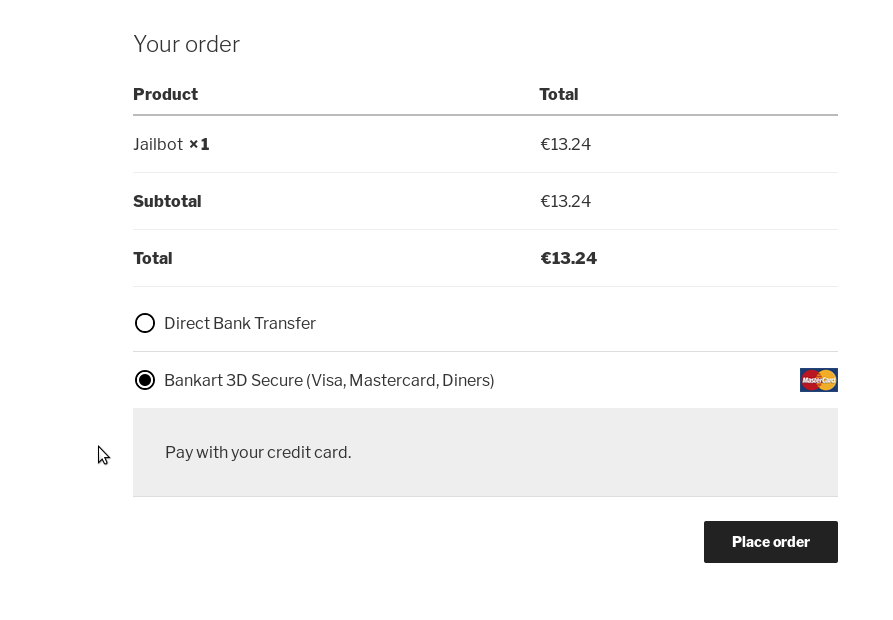 Your order
Product Total
Jailbot × 1 €13.24
Subtotal €13.24
Total €13.24
Direct Bank Transfer
Bankart 3D Secure (Visa, Mastercard, Diners) MasterCard
Pay with your credit card.
Place order